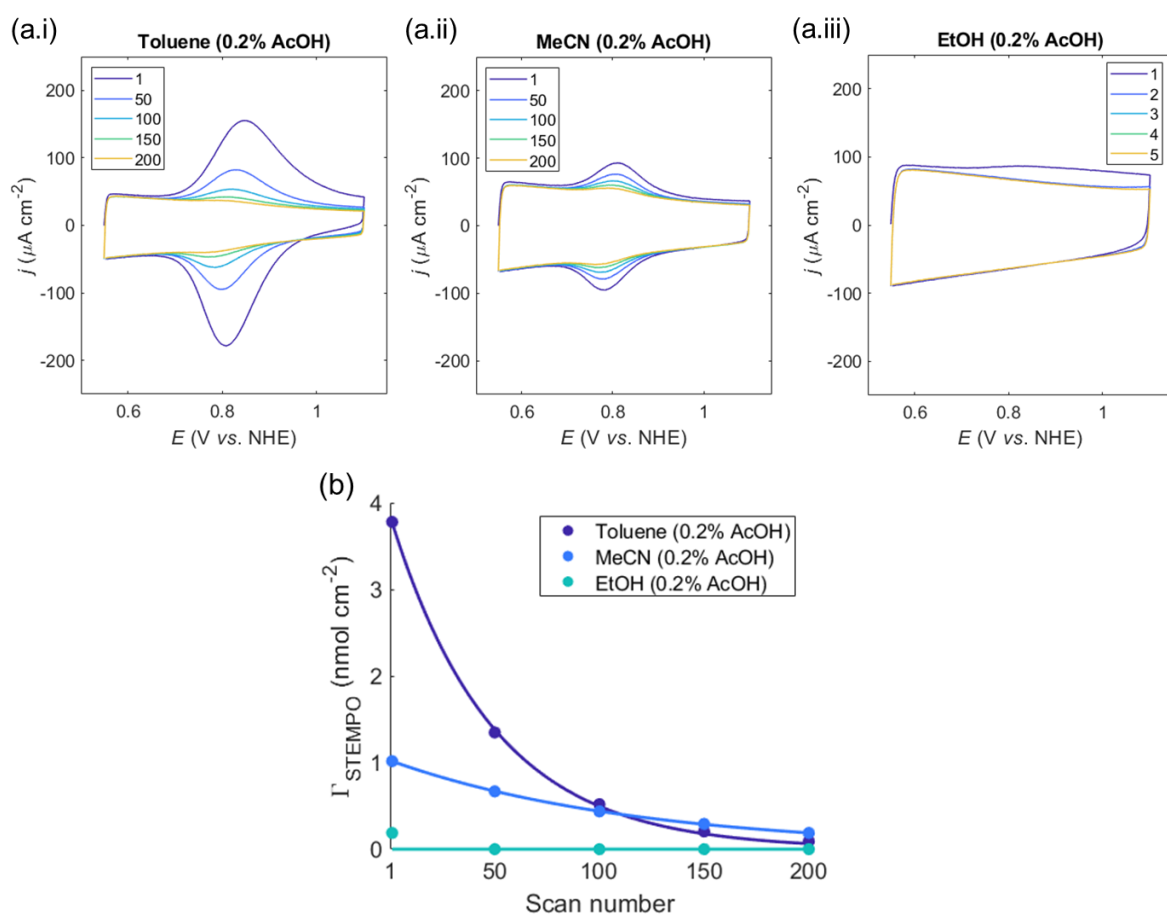 (a.i)
Toluene (0.2% AcOH)
1
50
100
150
200
200
100
0
-100
-200
j (μA cm⁻²)
0.6
0.8
1
E (V vs. NHE)
(a.ii)
MeCN (0.2% AcOH)
1
50
100
150
200
200
100
0
-100
-200
j (μA cm⁻²)
0.6
0.8
1
E (V vs. NHE)
(a.iii)
EtOH (0.2% AcOH)
1
2
3
4
5
200
100
0
-100
-200
j (μA cm⁻²)
0.6
0.8
1
E (V vs. NHE)
(b)
Toluene (0.2% AcOH)
MeCN (0.2% AcOH)
EtOH (0.2% AcOH)
4
3
2
1
0
Γ_STEMPO (nmol cm⁻²)
1
50
100
150
200
Scan number